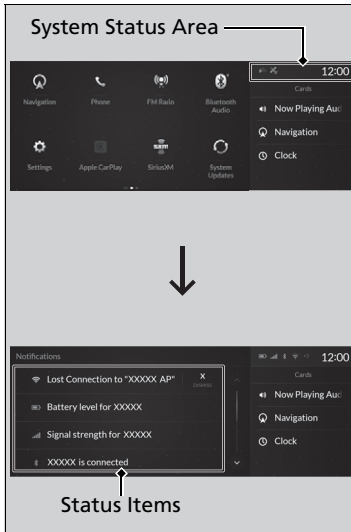 System Status Area
12:00
Navigation
Phone
FM Radio
Bluetooth
Audio
Cards
Now Playing Aud
Navigation
Clock
Settings
Apple CarPlay
SiriusXM
System
Updates
Notifications
12:00
Lost Connection to "XXXXX AP"
X
Dismiss
Battery level for XXXXX
Signal strength for XXXXX
XXXXX is connected
Cards
Now Playing Aud
Navigation
Clock
Status Items